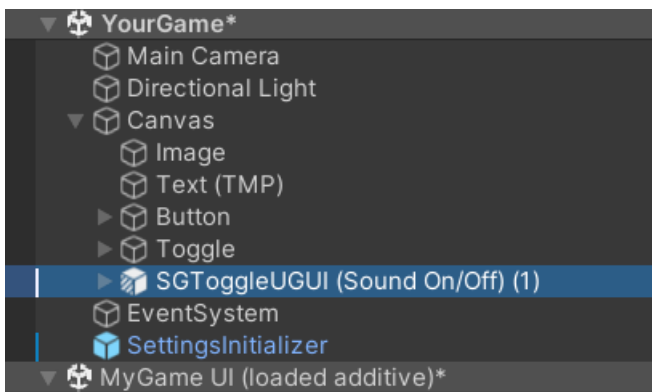 YourGame*
Main Camera
Directional Light
Canvas
Image
Text (TMP)
Button
Toggle
SGToggleUGUI (Sound On/Off) (1)
EventSystem
SettingsInitializer
MyGame UI (loaded additive)*